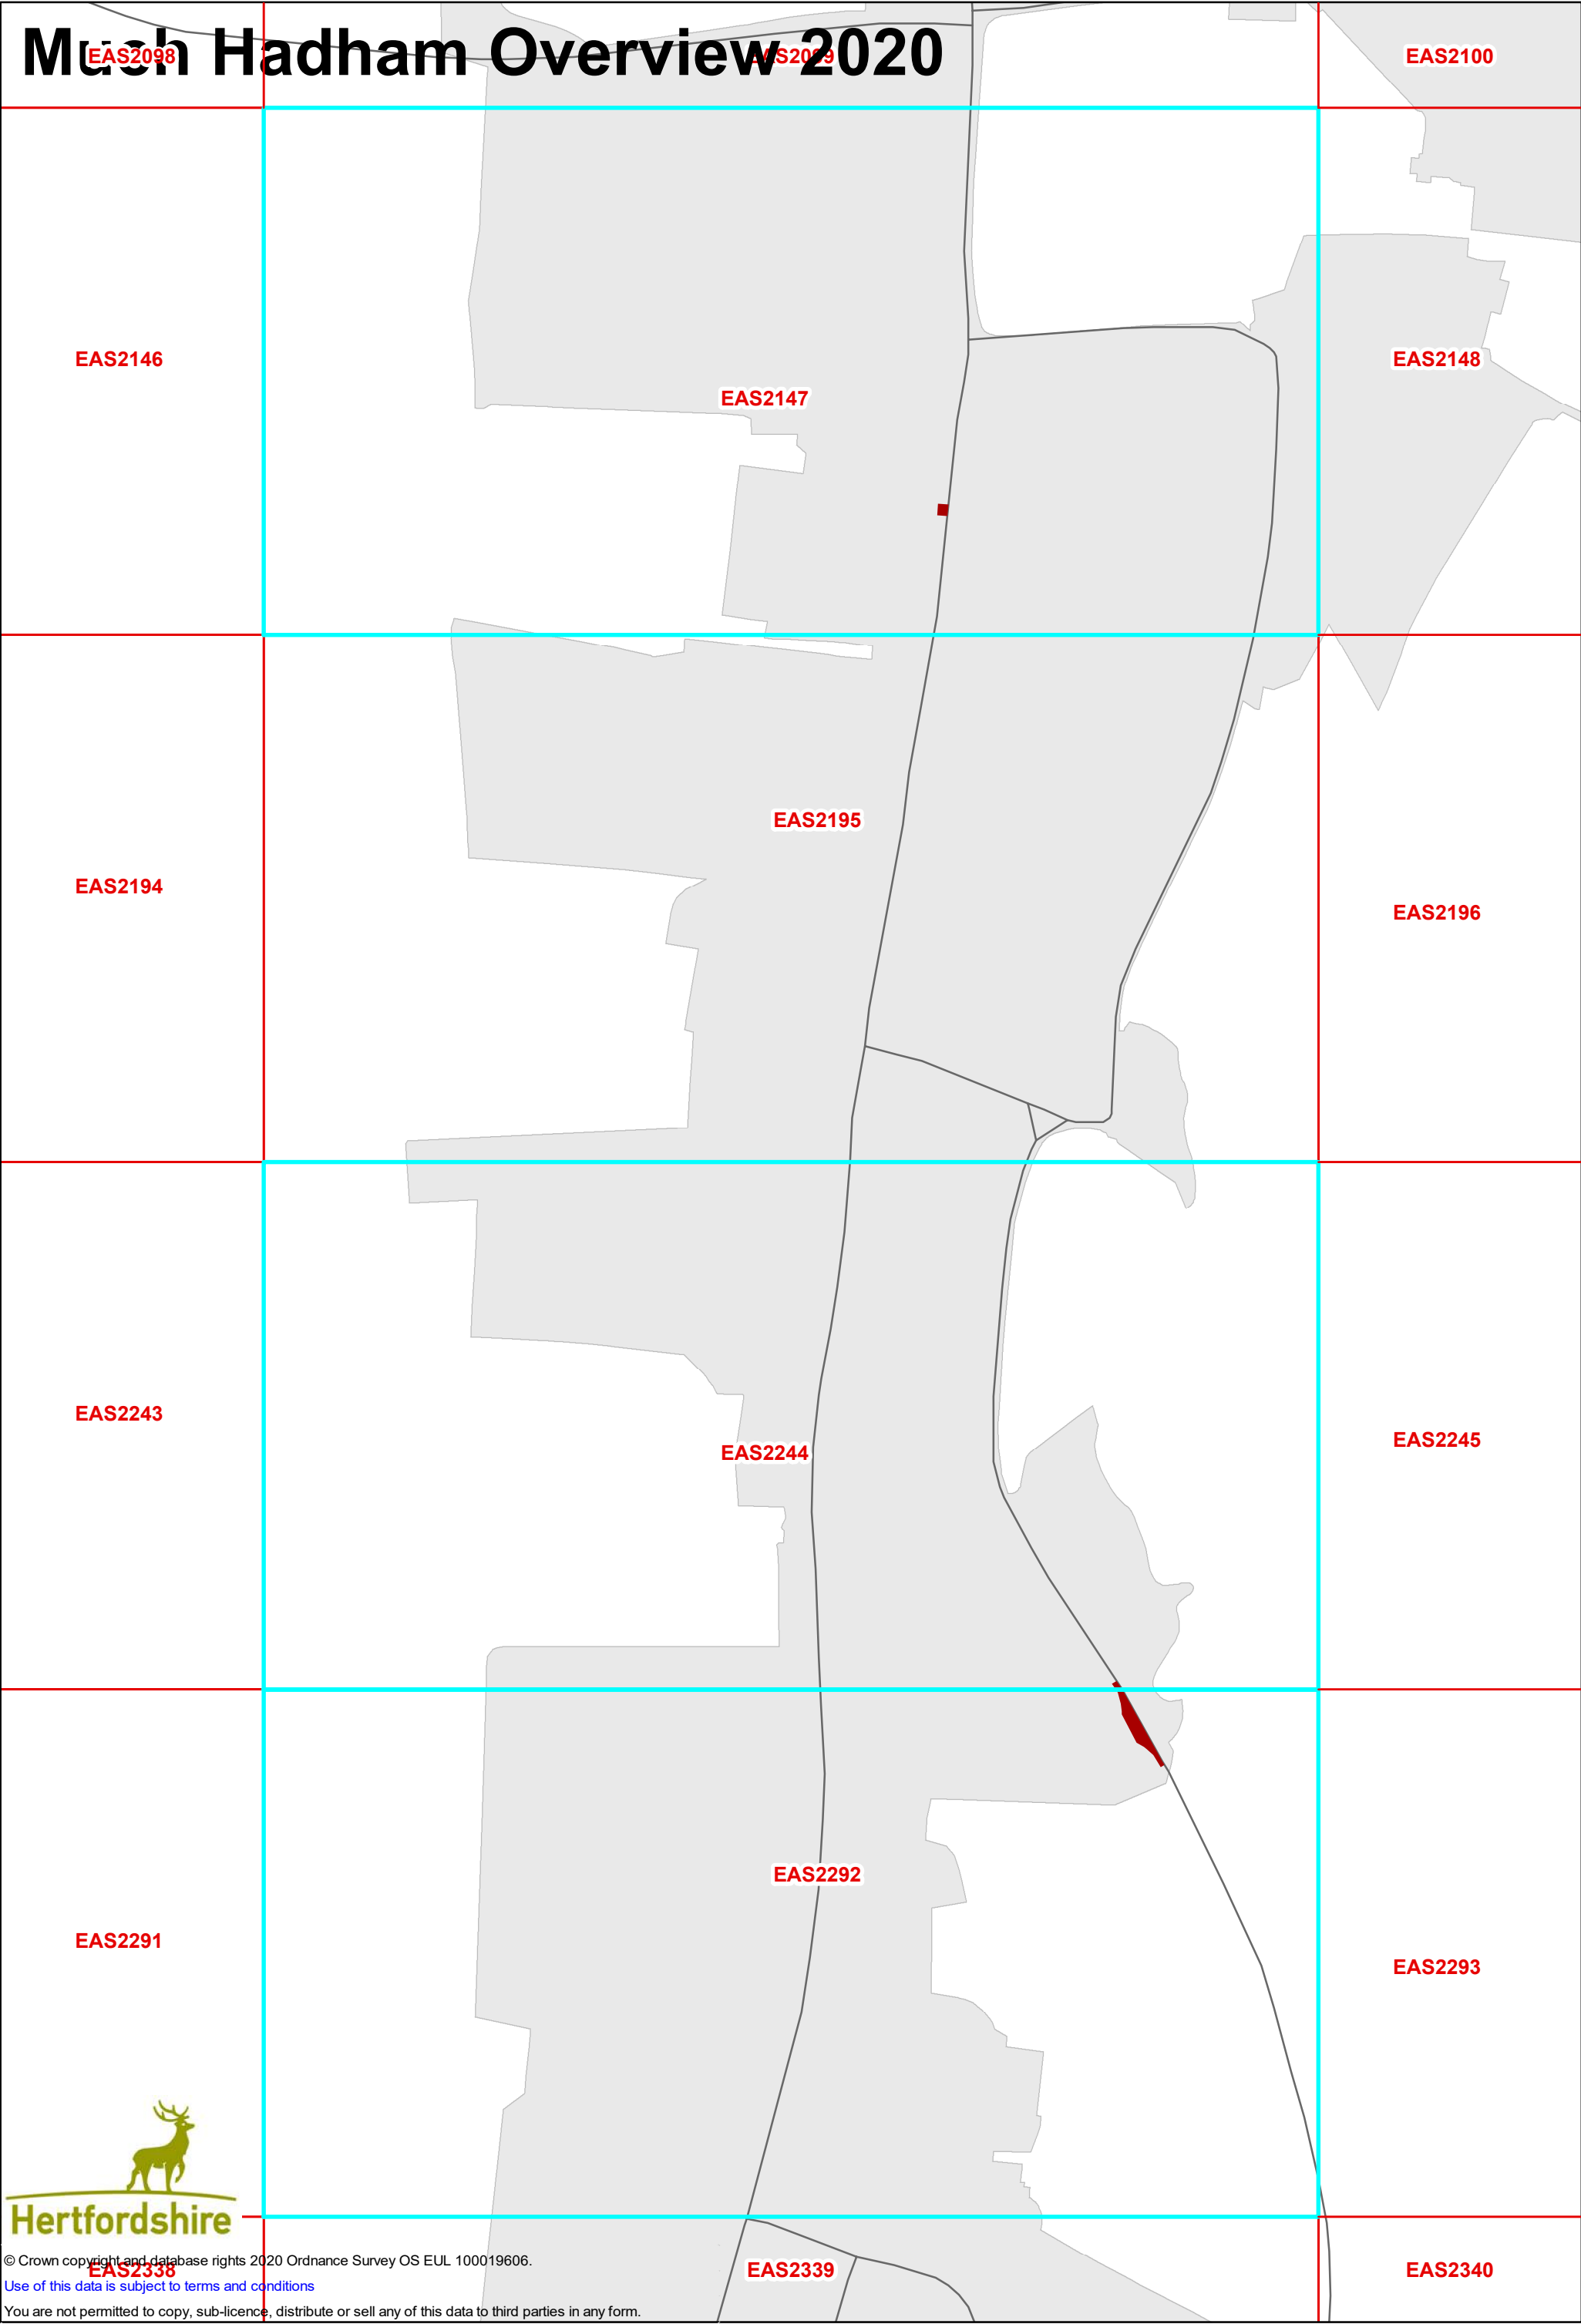 Much Hadham Overview 2020
EAS2098
EAS2099
EAS2100
EAS2146
EAS2147
EAS2148
EAS2194
EAS2195
EAS2196
EAS2243
EAS2244
EAS2245
EAS2291
EAS2292
EAS2293
Hertfordshire
© Crown copyright and database rights 2020 Ordnance Survey OS EUL 100019606.
EAS2338
EAS2339
EAS2340
Use of this data is subject to terms and conditions
You are not permitted to copy, sub-licence, distribute or sell any of this data to third parties in any form.